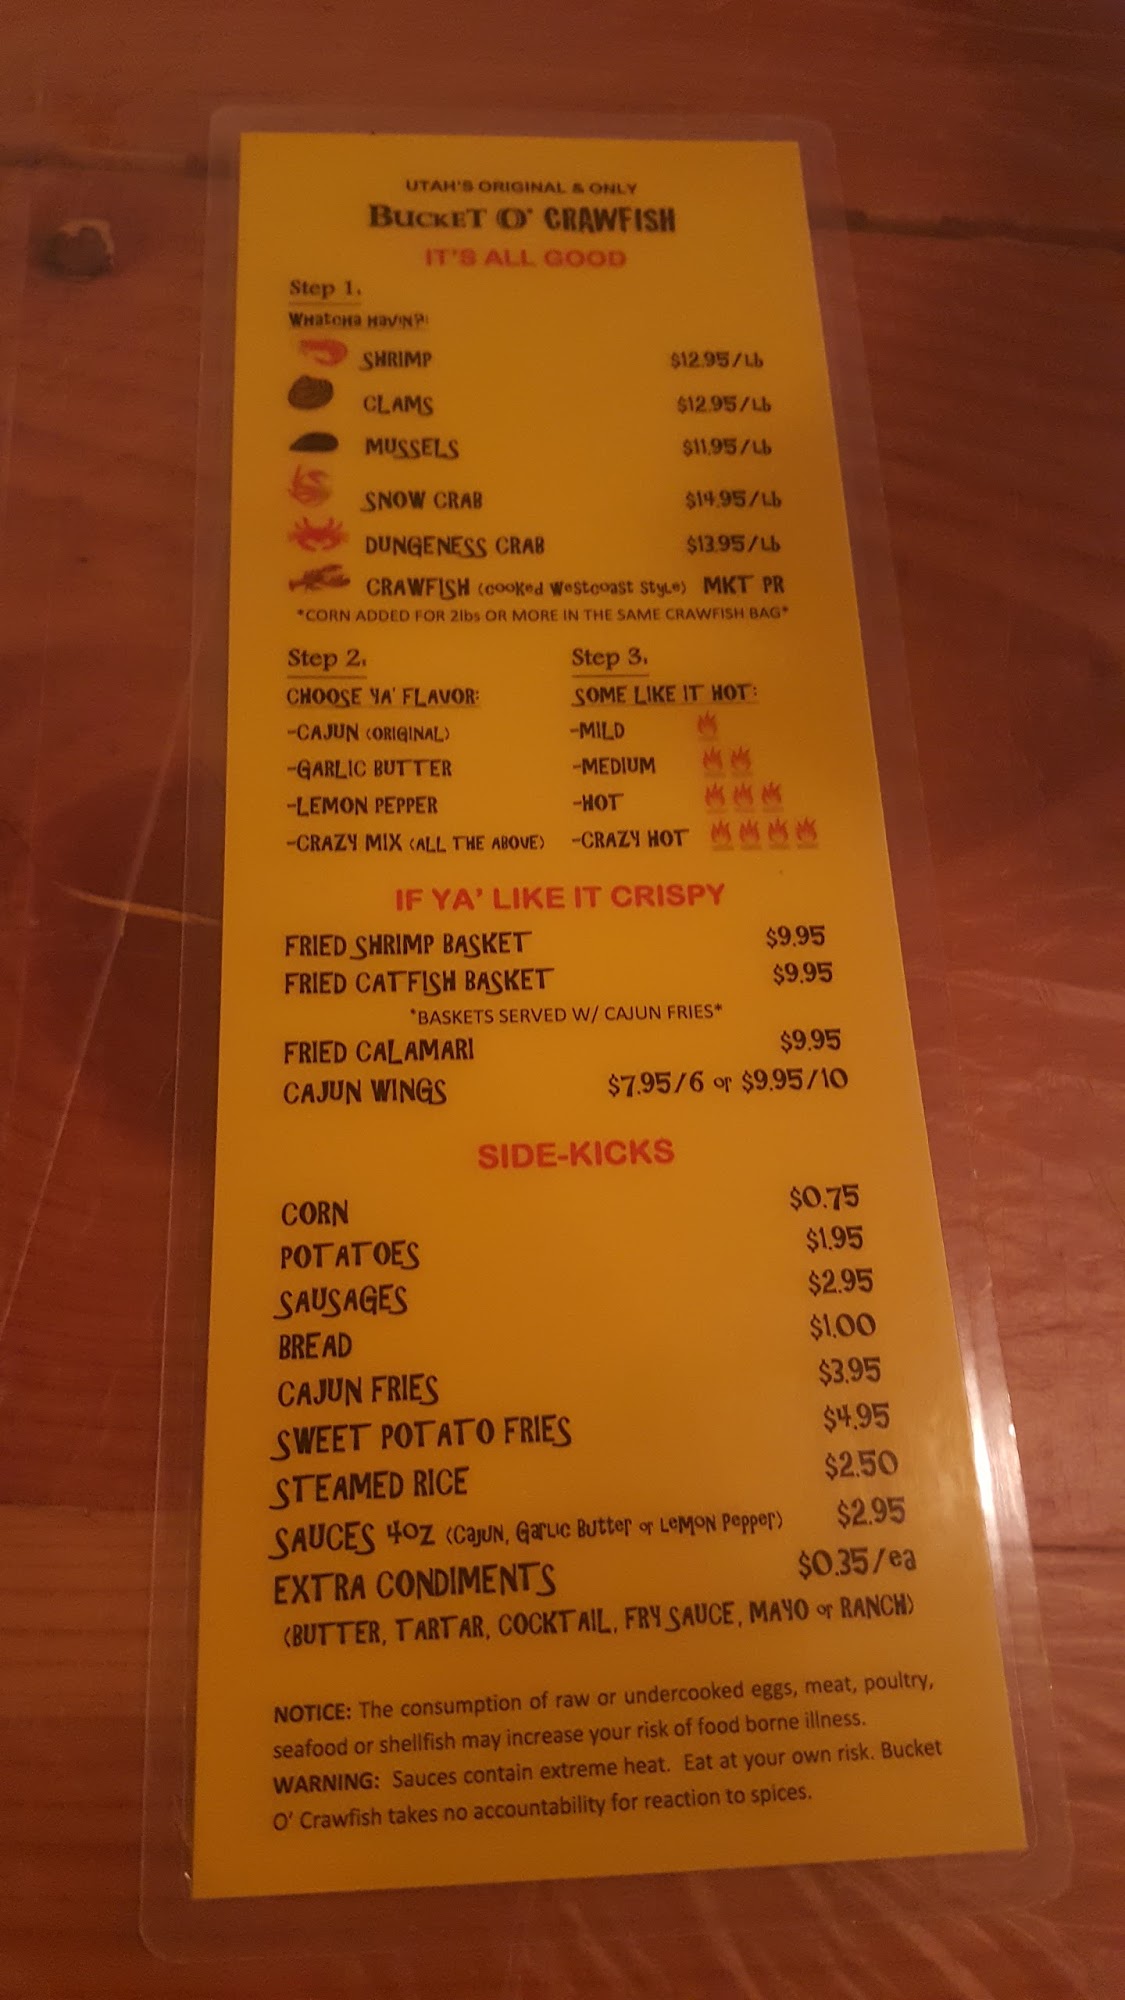 UTAH'S ORIGINAL & ONLY
BUCKET O' CRAWFISH
IT'S ALL GOOD
Step 1.
WHATCHA HAVIN?:
SHRIMP $12.95/Lb
CLAMS $12.95/Lb
MUSSELS $11.95/Lb
SNOW CRAB $14.95/Lb
DUNGENESS CRAB $13.95/Lb
CRAWFISH (cooked Westcoast Style) MKT PR
*CORN ADDED FOR 2lbs OR MORE IN THE SAME CRAWFISH BAG*
Step 2. Step 3.
CHOOSE YA' FLAVOR: SOME LIKE IT HOT:
-CAJUN (ORIGINAL) -MILD
-GARLIC BUTTER -MEDIUM
-LEMON PEPPER -HOT
-CRAZY MIX (ALL THE ABOVE) -CRAZY HOT
IF YA' LIKE IT CRISPY
FRIED SHRIMP BASKET $9.95
FRIED CATFISH BASKET $9.95
*BASKETS SERVED W/ CAJUN FRIES*
FRIED CALAMARI $9.95
CAJUN WINGS $7.95/6 or $9.95/10
SIDE-KICKS
CORN $0.75
POTATOES $1.95
SAUSAGES $2.95
BREAD $1.00
CAJUN FRIES $3.95
SWEET POTATO FRIES $4.95
STEAMED RICE $2.50
SAUCES 4OZ (Cajun, Garlic Butter or Lemon Pepper) $2.95
EXTRA CONDIMENTS $0.35/ea
(BUTTER, TARTAR, COCKTAIL, FRY SAUCE, MAYO or RANCH)
NOTICE: The consumption of raw or undercooked eggs, meat, poultry,
seafood or shellfish may increase your risk of food borne illness.
WARNING: Sauces contain extreme heat. Eat at your own risk. Bucket
O' Crawfish takes no accountability for reaction to spices.